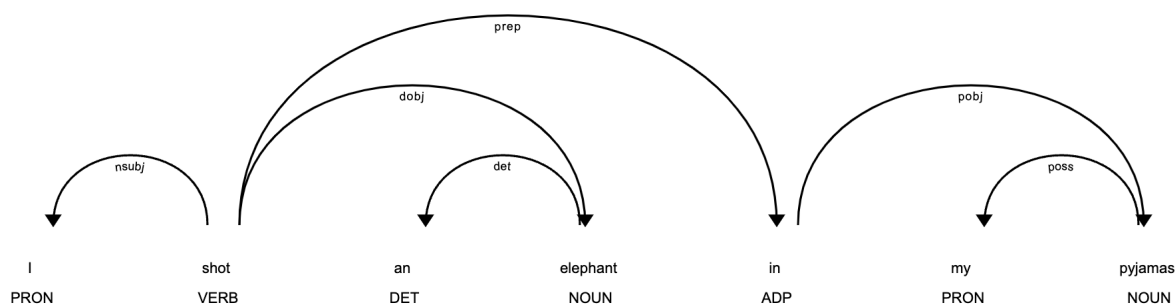 prep
dobj pobj
nsubj det poss
I shot an elephant in my pyjamas
PRON VERB DET NOUN ADP PRON NOUN